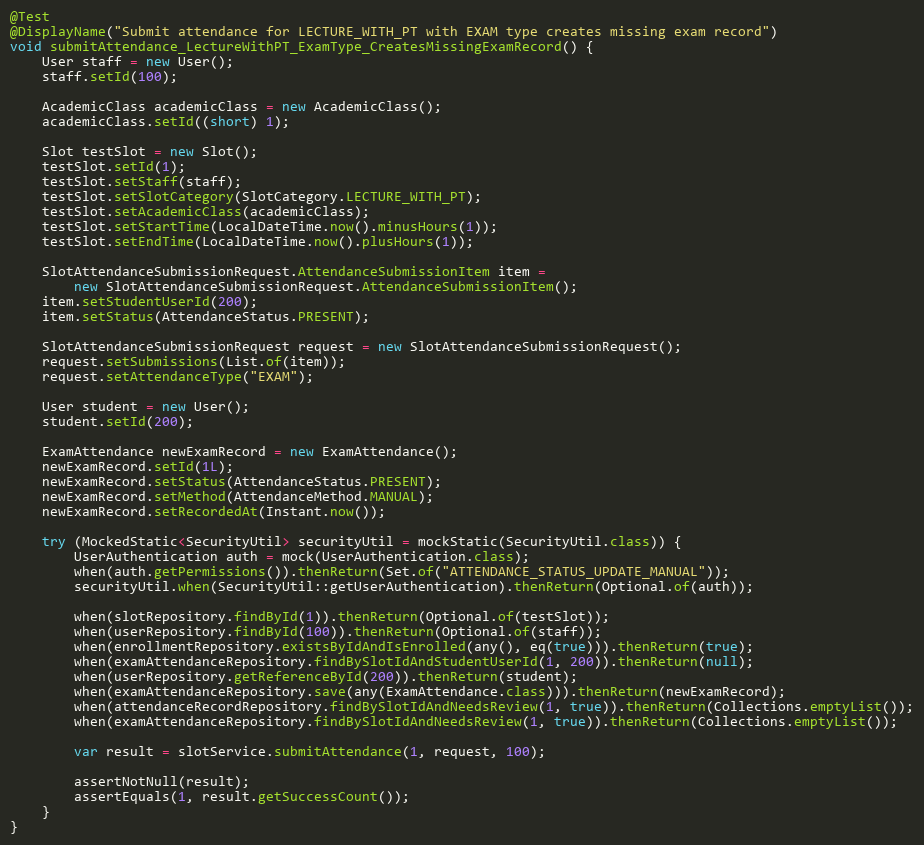 @Test
@DisplayName("Submit attendance for LECTURE_WITH_PT with EXAM type creates missing exam record")
void submitAttendance_LectureWithPT_ExamType_CreatesMissingExamRecord() {
    User staff = new User();
    staff.setId(100);

    AcademicClass academicClass = new AcademicClass();
    academicClass.setId((short) 1);

    Slot testSlot = new Slot();
    testSlot.setId(1);
    testSlot.setStaff(staff);
    testSlot.setSlotCategory(SlotCategory.LECTURE_WITH_PT);
    testSlot.setAcademicClass(academicClass);
    testSlot.setStartTime(LocalDateTime.now().minusHours(1));
    testSlot.setEndTime(LocalDateTime.now().plusHours(1));

    SlotAttendanceSubmissionRequest.AttendanceSubmissionItem item =
        new SlotAttendanceSubmissionRequest.AttendanceSubmissionItem();
    item.setStudentUserId(200);
    item.setStatus(AttendanceStatus.PRESENT);

    SlotAttendanceSubmissionRequest request = new SlotAttendanceSubmissionRequest();
    request.setSubmissions(List.of(item));
    request.setAttendanceType("EXAM");

    User student = new User();
    student.setId(200);

    ExamAttendance newExamRecord = new ExamAttendance();
    newExamRecord.setId(1L);
    newExamRecord.setStatus(AttendanceStatus.PRESENT);
    newExamRecord.setMethod(AttendanceMethod.MANUAL);
    newExamRecord.setRecordedAt(Instant.now());

    try (MockedStatic<SecurityUtil> securityUtil = mockStatic(SecurityUtil.class)) {
        UserAuthentication auth = mock(UserAuthentication.class);
        when(auth.getPermissions()).thenReturn(Set.of("ATTENDANCE_STATUS_UPDATE_MANUAL"));
        securityUtil.when(SecurityUtil::getUserAuthentication).thenReturn(Optional.of(auth));

        when(slotRepository.findById(1)).thenReturn(Optional.of(testSlot));
        when(userRepository.findById(100)).thenReturn(Optional.of(staff));
        when(enrollmentRepository.existsByIdAndIsEnrolled(any(), eq(true))).thenReturn(true);
        when(examAttendanceRepository.findBySlotIdAndStudentUserId(1, 200)).thenReturn(null);
        when(userRepository.getReferenceById(200)).thenReturn(student);
        when(examAttendanceRepository.save(any(ExamAttendance.class))).thenReturn(newExamRecord);
        when(attendanceRecordRepository.findBySlotIdAndNeedsReview(1, true)).thenReturn(Collections.emptyList());
        when(examAttendanceRepository.findBySlotIdAndNeedsReview(1, true)).thenReturn(Collections.emptyList());

        var result = slotService.submitAttendance(1, request, 100);

        assertNotNull(result);
        assertEquals(1, result.getSuccessCount());
    }
}